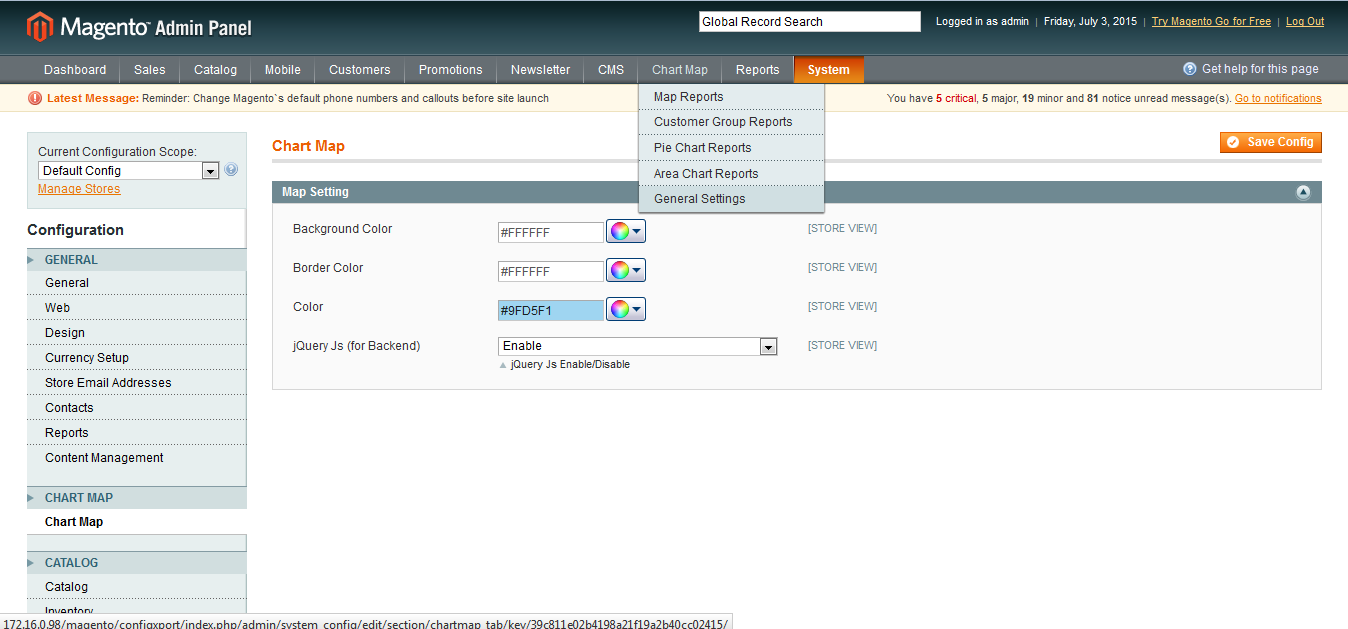 Magento™ Admin Panel
Global Record Search
Logged in as admin | Friday, July 3, 2015 | Try Magento Go for Free | Log Out
Dashboard Sales Catalog Mobile Customers Promotions Newsletter CMS Chart Map Reports System
Get help for this page
Latest Message: Reminder: Change Magento`s default phone numbers and callouts before site launch
You have 5 critical, 5 major, 19 minor and 81 notice unread message(s). Go to notifications
Map Reports
Customer Group Reports
Pie Chart Reports
Area Chart Reports
General Settings
Current Configuration Scope:
Default Config
Manage Stores
Configuration
GENERAL
General
Web
Design
Currency Setup
Store Email Addresses
Contacts
Reports
Content Management
CHART MAP
Chart Map
CATALOG
Catalog
Inventory
Chart Map
Save Config
Map Setting
Background Color #FFFFFF [STORE VIEW]
Border Color #FFFFFF [STORE VIEW]
Color #9FD5F1 [STORE VIEW]
jQuery Js (for Backend) Enable [STORE VIEW]
jQuery Js Enable/Disable
172.16.0.98/magento/configxport/index.php/admin/system_config/edit/section/chartmap_tab/key/39c811e02b4198a21f19a2b40cc02415/